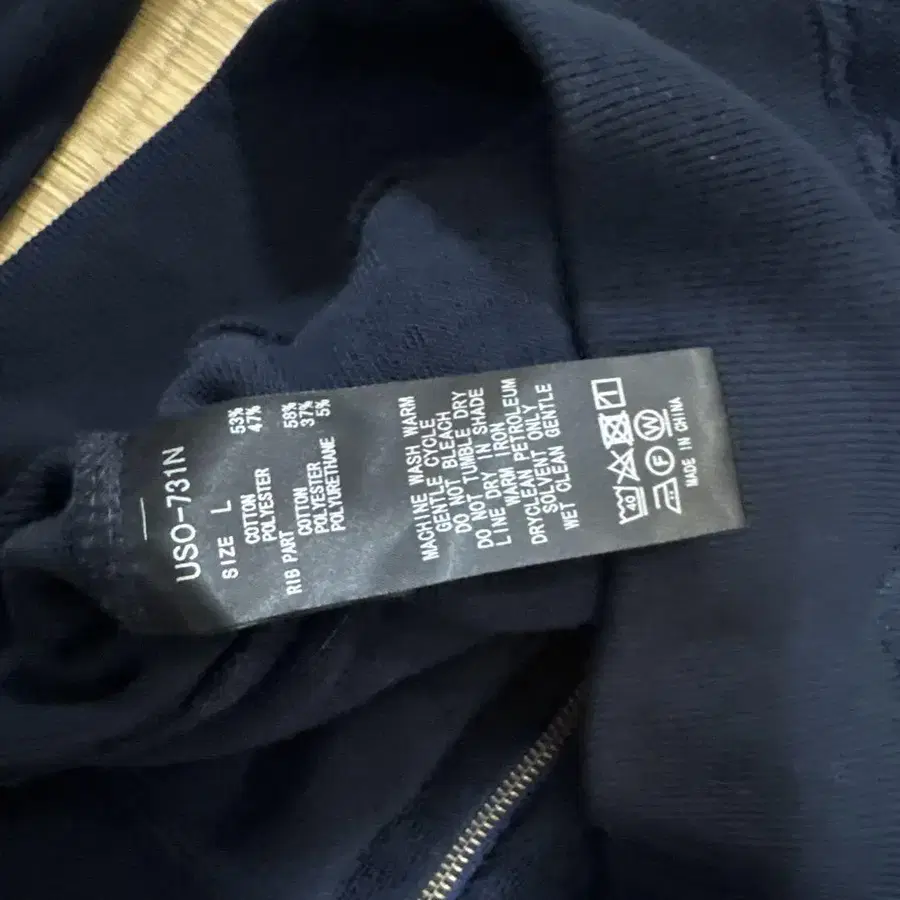 USO-731N
SIZE L
COTTON 53%
POLYESTER 47%
RIB PART
COTTON 58%
POLYESTER 37%
POLYURETHANE 5%
MACHINE WASH WARM
GENTLE CYCLE
DO NOT BLEACH
DO NOT TUMBLE DRY
LINE DRY IN SHADE
WARM IRON
DRYCLEAN PETROLEUM
SOLVENT ONLY
WET CLEAN GENTLE
40
F W
MADE IN CHINA